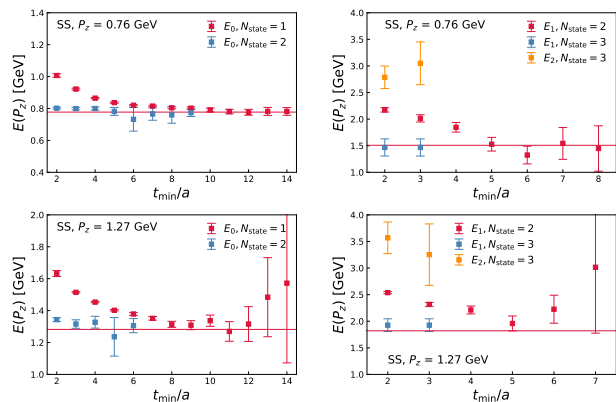 SS, P_z = 0.76 GeV
E_0, N_state = 1
E_0, N_state = 2
E(P_z) [GeV]
1.4
1.2
1.0
0.8
0.6
0.4
2 4 6 8 10 12 14
t_min/a
SS, P_z = 0.76 GeV
E_1, N_state = 2
E_1, N_state = 3
E_2, N_state = 3
E(P_z) [GeV]
4.0
3.5
3.0
2.5
2.0
1.5
1.0
2 3 4 5 6 7 8
t_min/a
SS, P_z = 1.27 GeV
E_0, N_state = 1
E_0, N_state = 2
E(P_z) [GeV]
2.0
1.8
1.6
1.4
1.2
1.0
2 4 6 8 10 12 14
t_min/a
E_1, N_state = 2
E_1, N_state = 3
E_2, N_state = 3
SS, P_z = 1.27 GeV
E(P_z) [GeV]
4.0
3.5
3.0
2.5
2.0
1.5
1.0
2 3 4 5 6 7
t_min/a